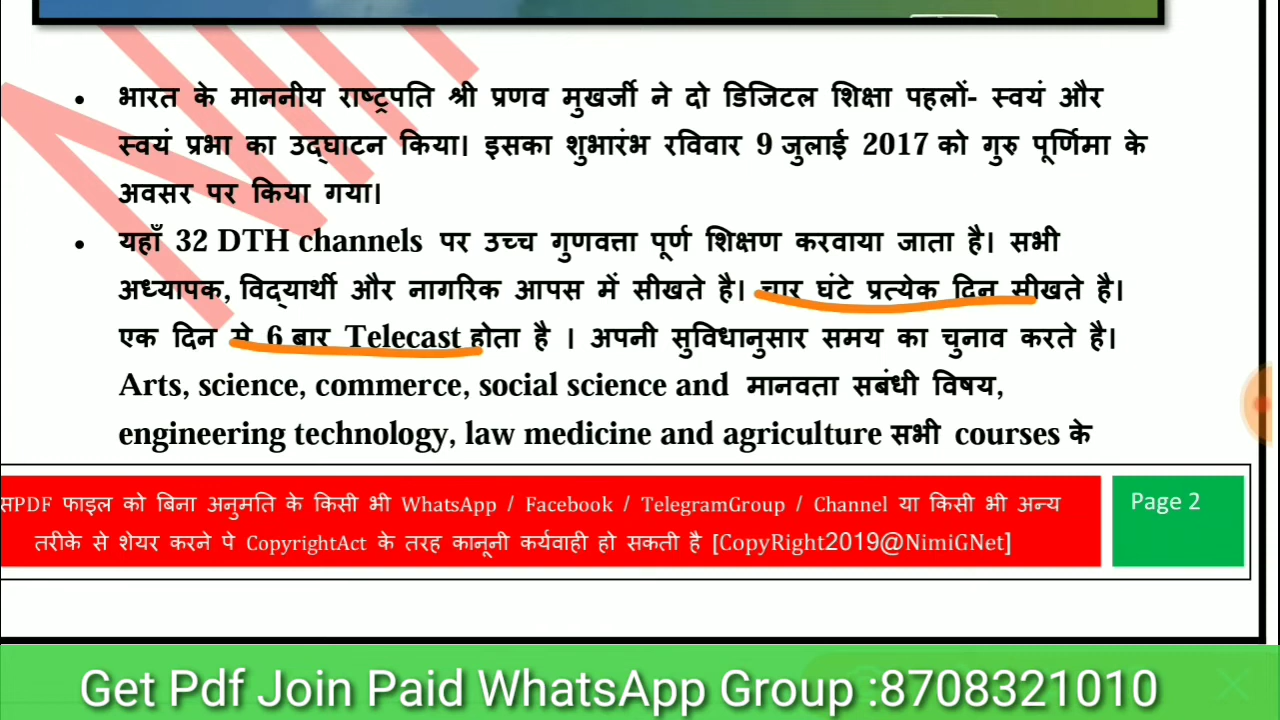 भारत के माननीय राष्ट्रपति श्री प्रणव मुखर्जी ने दो डिजिटल शिक्षा पहलों- स्वयं और
स्वयं प्रभा का उद्घाटन किया। इसका शुभारंभ रविवार 9 जुलाई 2017 को गुरु पूर्णिमा के
अवसर पर किया गया।
यहाँ 32 DTH channels पर उच्च गुणवत्ता पूर्ण शिक्षण करवाया जाता है। सभी
अध्यापक, विद्यार्थी और नागरिक आपस में सीखते है। चार घंटे प्रत्येक दिन सीखते है।
एक दिन मे 6 बार Telecast होता है । अपनी सुविधानुसार समय का चुनाव करते है।
Arts, science, commerce, social science and मानवता सबंधी विषय,
engineering technology, law medicine and agriculture सभी courses के
सPDF फाइल को बिना अनुमति के किसी भी WhatsApp / Facebook / TelegramGroup / Channel या किसी भी अन्य
तरीके से शेयर करने पे CopyrightAct के तरह कानूनी कर्यवाही हो सकती है [CopyRight2019@NimiGNet]
Page 2
Get Pdf Join Paid WhatsApp Group :8708321010